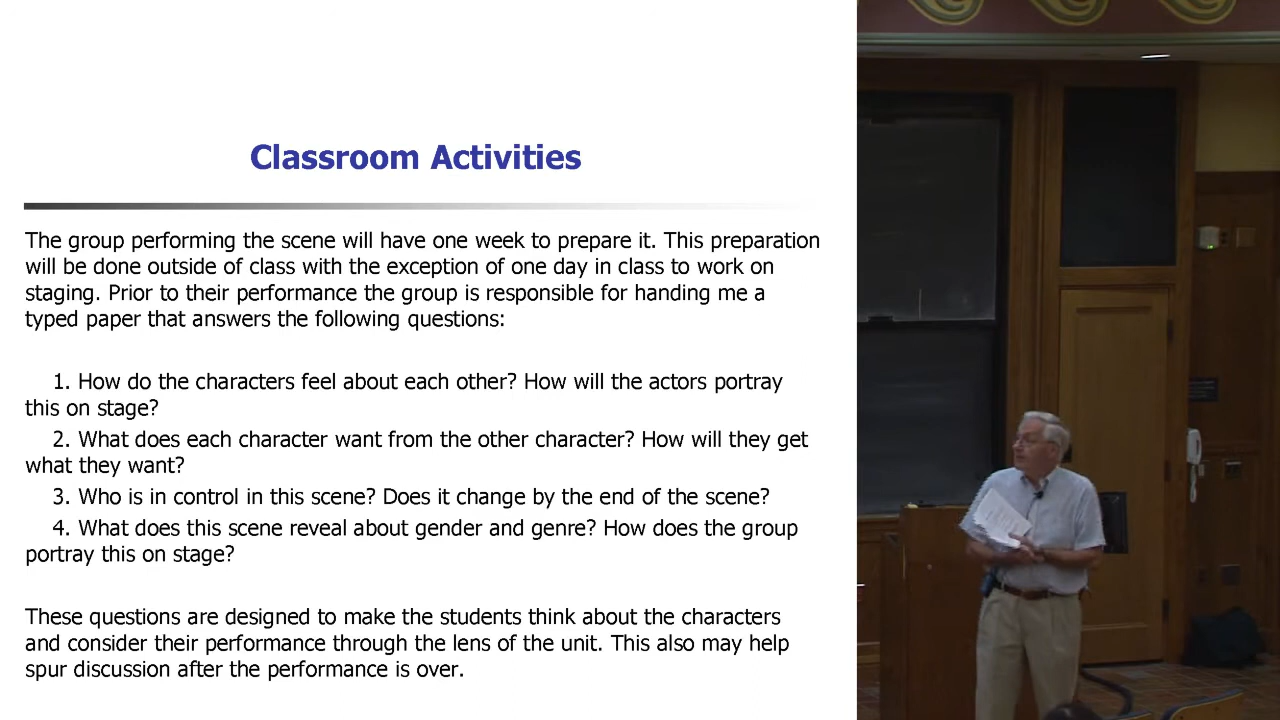 Classroom Activities
The group performing the scene will have one week to prepare it. This preparation
will be done outside of class with the exception of one day in class to work on
staging. Prior to their performance the group is responsible for handing me a
typed paper that answers the following questions:
1. How do the characters feel about each other? How will the actors portray
this on stage?
2. What does each character want from the other character? How will they get
what they want?
3. Who is in control in this scene? Does it change by the end of the scene?
4. What does this scene reveal about gender and genre? How does the group
portray this on stage?
These questions are designed to make the students think about the characters
and consider their performance through the lens of the unit. This also may help
spur discussion after the performance is over.